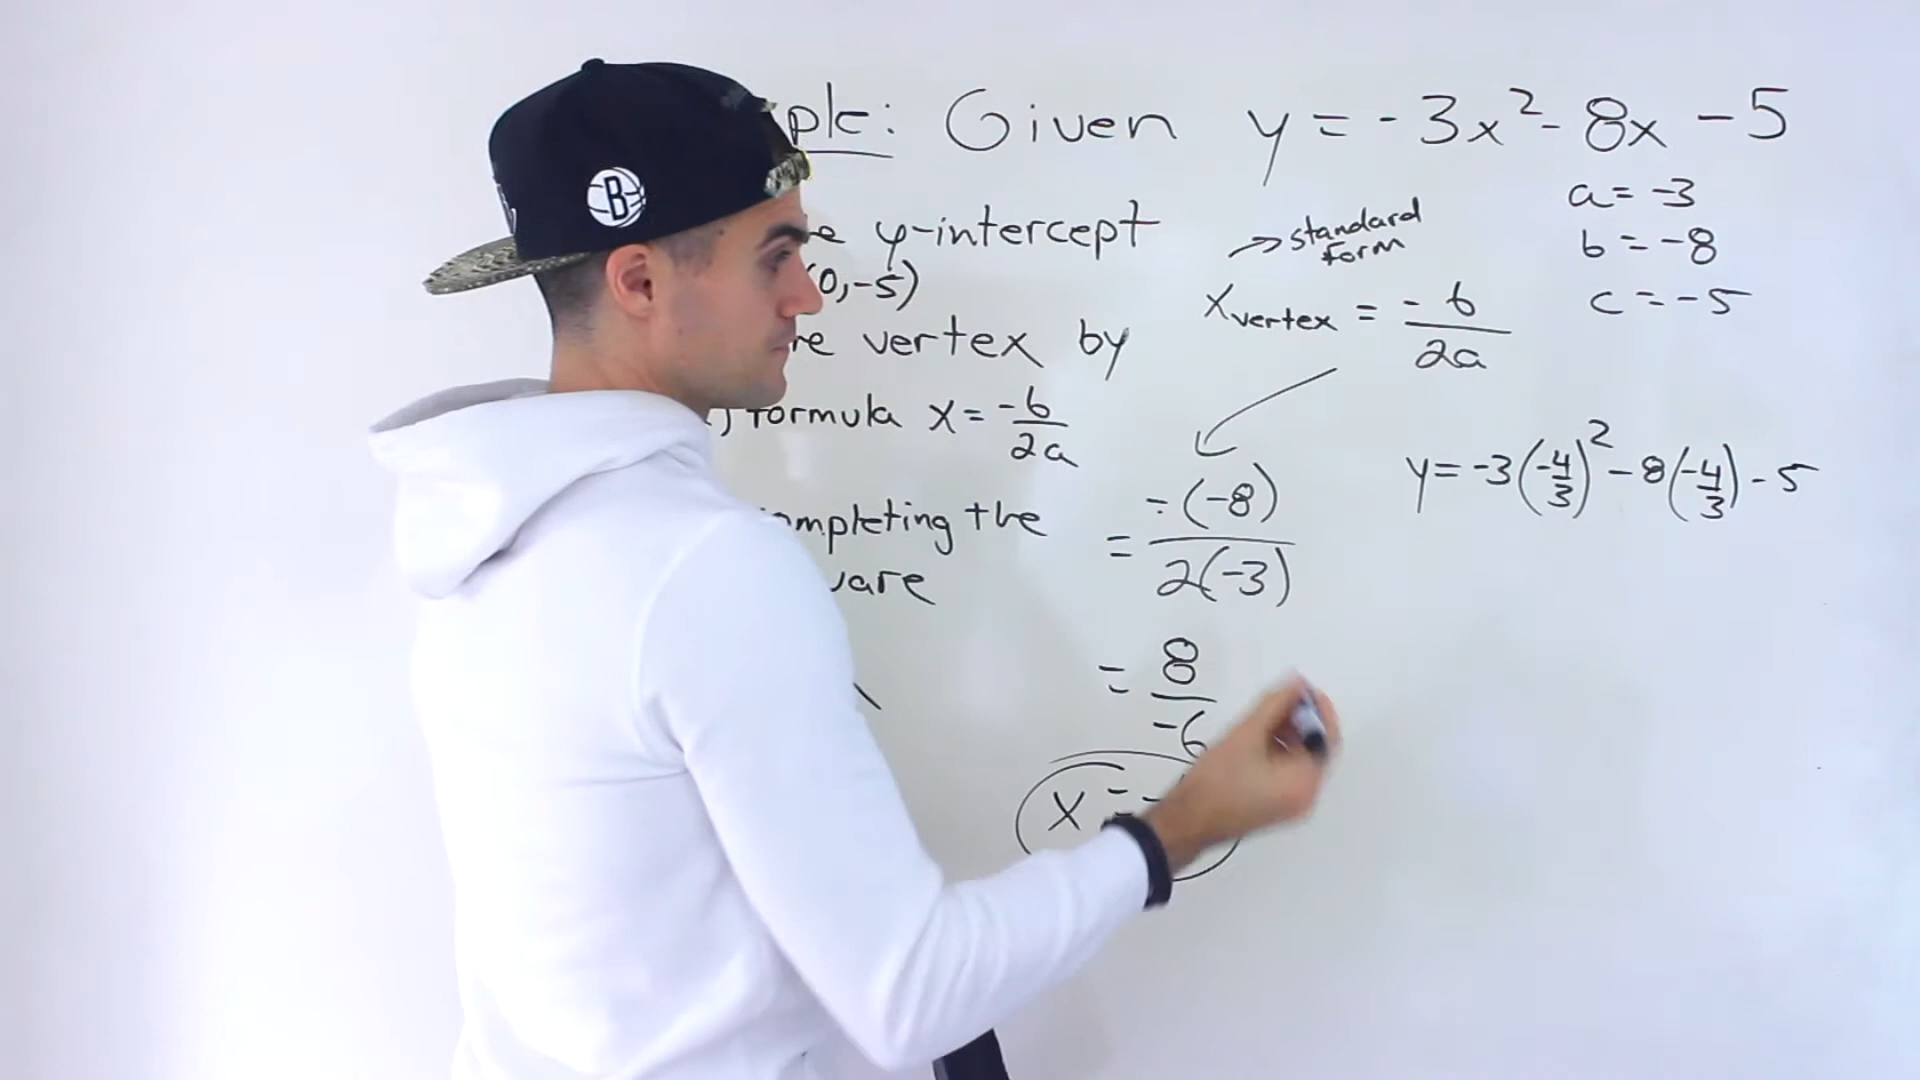 Given y = -3x² - 8x - 5
y-intercept
(0,-5)
vertex by
formula x = -b/2a
completing the
→ standard
form
x vertex = -b/2a
a = -3
b = -8
c = -5
= -(-8)/2(-3)
= 8/-6
x =
y = -3(-4/3)² - 8(-4/3) - 5
B